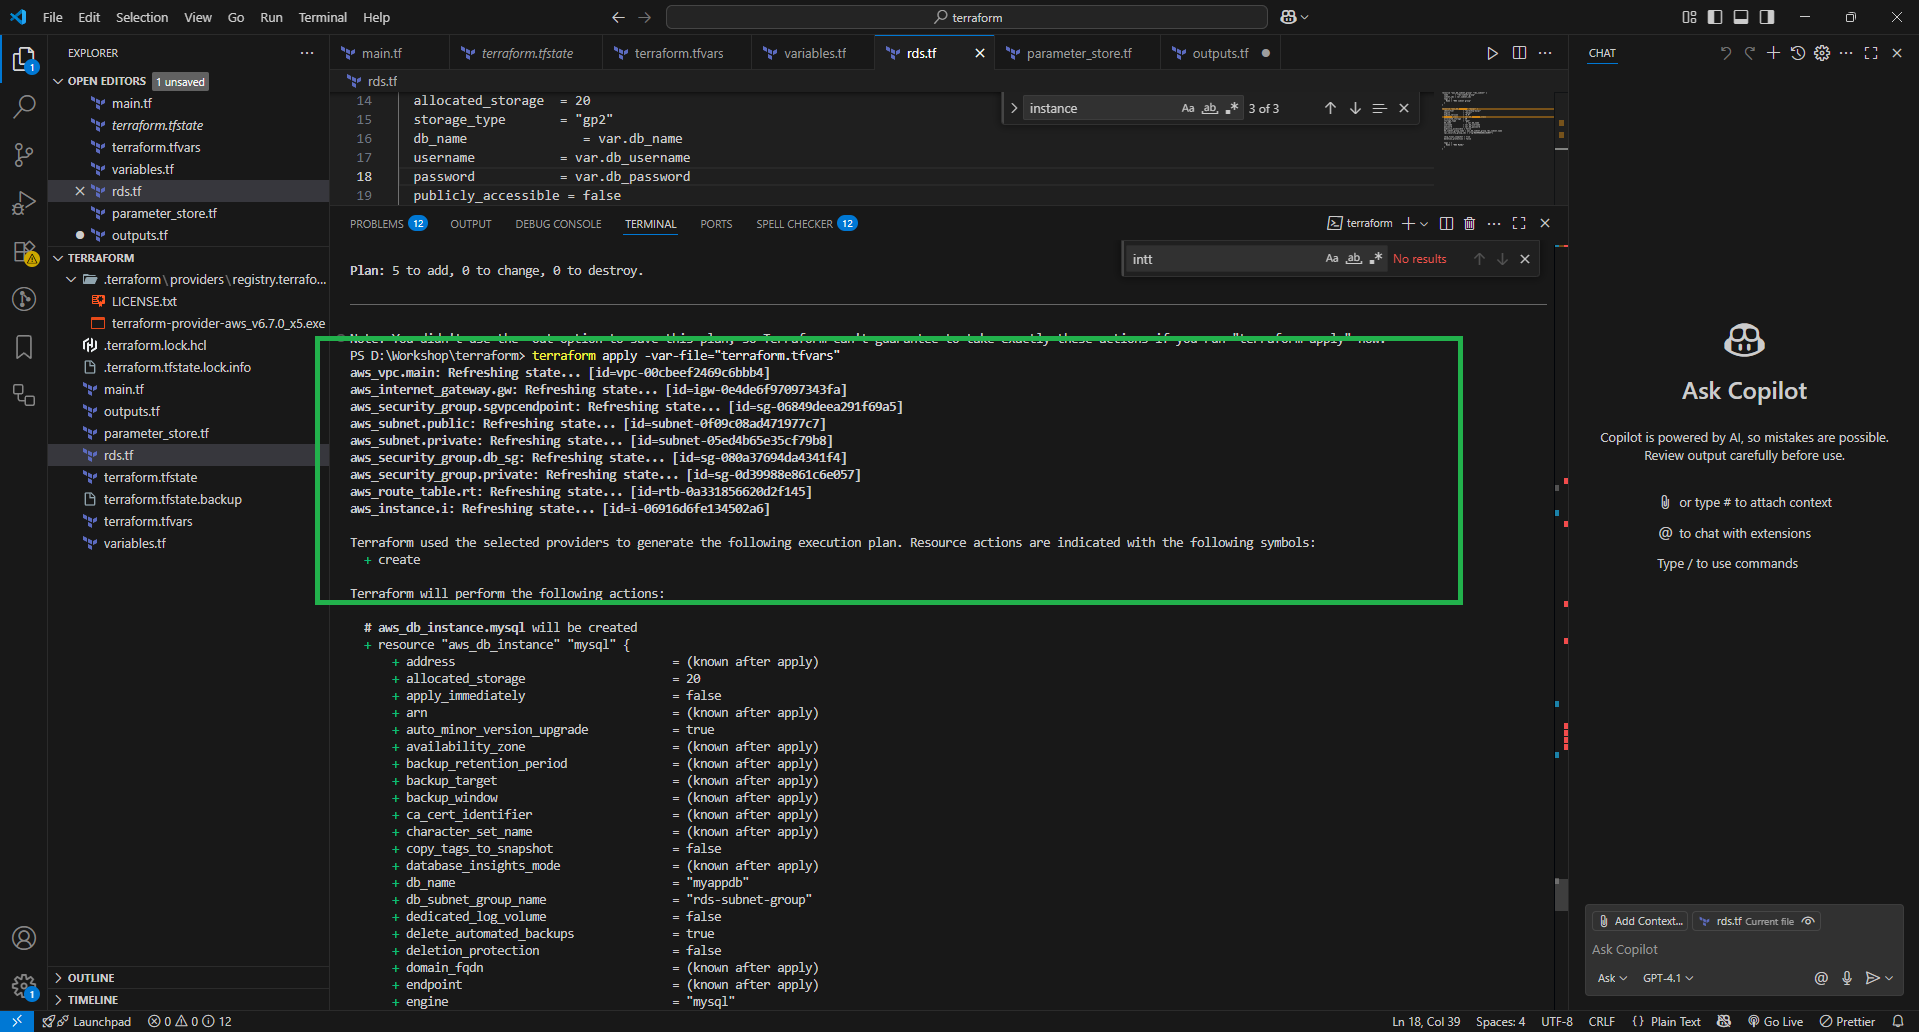 File Edit Selection View Go Run Terminal Help
terraform
EXPLORER
OPEN EDITORS 1 unsaved
main.tf
terraform.tfstate
terraform.tfvars
variables.tf
rds.tf
parameter_store.tf
outputs.tf
TERRAFORM
.terraform\providers\registry.terrafo...
LICENSE.txt
terraform-provider-aws_v6.7.0_x5.exe
.terraform.lock.hcl
.terraform.tfstate.lock.info
main.tf
outputs.tf
parameter_store.tf
rds.tf
terraform.tfstate
terraform.tfstate.backup
terraform.tfvars
variables.tf
OUTLINE
TIMELINE
main.tf terraform.tfstate terraform.tfvars variables.tf rds.tf parameter_store.tf outputs.tf
rds.tf
14 allocated_storage = 20
15 storage_type = "gp2"
16 db_name = var.db_name
17 username = var.db_username
18 password = var.db_password
19 publicly_accessible = false
instance Aa ab 3 of 3
PROBLEMS 12 OUTPUT DEBUG CONSOLE TERMINAL PORTS SPELL CHECKER 12
terraform
intt Aa ab No results
Plan: 5 to add, 0 to change, 0 to destroy.
Note: You didn't use the -out option to save this plan, so Terraform can't guarantee to take exactly these actions if you run "terraform apply" now.
PS D:\Workshop\terraform> terraform apply -var-file="terraform.tfvars"
aws_vpc.main: Refreshing state... [id=vpc-00cbeef2469c6bbb4]
aws_internet_gateway.gw: Refreshing state... [id=igw-0e4de6f97097343fa]
aws_security_group.sgvpcendpoint: Refreshing state... [id=sg-06849deea291f69a5]
aws_subnet.public: Refreshing state... [id=subnet-0f09c08ad471977c7]
aws_subnet.private: Refreshing state... [id=subnet-05ed4b65e35cf79b8]
aws_security_group.db_sg: Refreshing state... [id=sg-080a37694da4341f4]
aws_security_group.private: Refreshing state... [id=sg-0d39988e861c6e057]
aws_route_table.rt: Refreshing state... [id=rtb-0a331856620d2f145]
aws_instance.i: Refreshing state... [id=i-06916d6fe134502a6]
Terraform used the selected providers to generate the following execution plan. Resource actions are indicated with the following symbols:
+ create
Terraform will perform the following actions:
# aws_db_instance.mysql will be created
+ resource "aws_db_instance" "mysql" {
+ address = (known after apply)
+ allocated_storage = 20
+ apply_immediately = false
+ arn = (known after apply)
+ auto_minor_version_upgrade = true
+ availability_zone = (known after apply)
+ backup_retention_period = (known after apply)
+ backup_target = (known after apply)
+ backup_window = (known after apply)
+ ca_cert_identifier = (known after apply)
+ character_set_name = (known after apply)
+ copy_tags_to_snapshot = false
+ database_insights_mode = (known after apply)
+ db_name = "myappdb"
+ db_subnet_group_name = "rds-subnet-group"
+ dedicated_log_volume = false
+ delete_automated_backups = true
+ deletion_protection = false
+ domain_fqdn = (known after apply)
+ endpoint = (known after apply)
+ engine = "mysql"
CHAT
Ask Copilot
Copilot is powered by AI, so mistakes are possible.
Review output carefully before use.
or type # to attach context
@ to chat with extensions
Type / to use commands
Add Context... rds.tf Current file
Ask Copilot
Ask GPT-4.1
Launchpad 0 0 12
Ln 18, Col 39 Spaces: 4 UTF-8 CRLF {} Plain Text Go Live Prettier